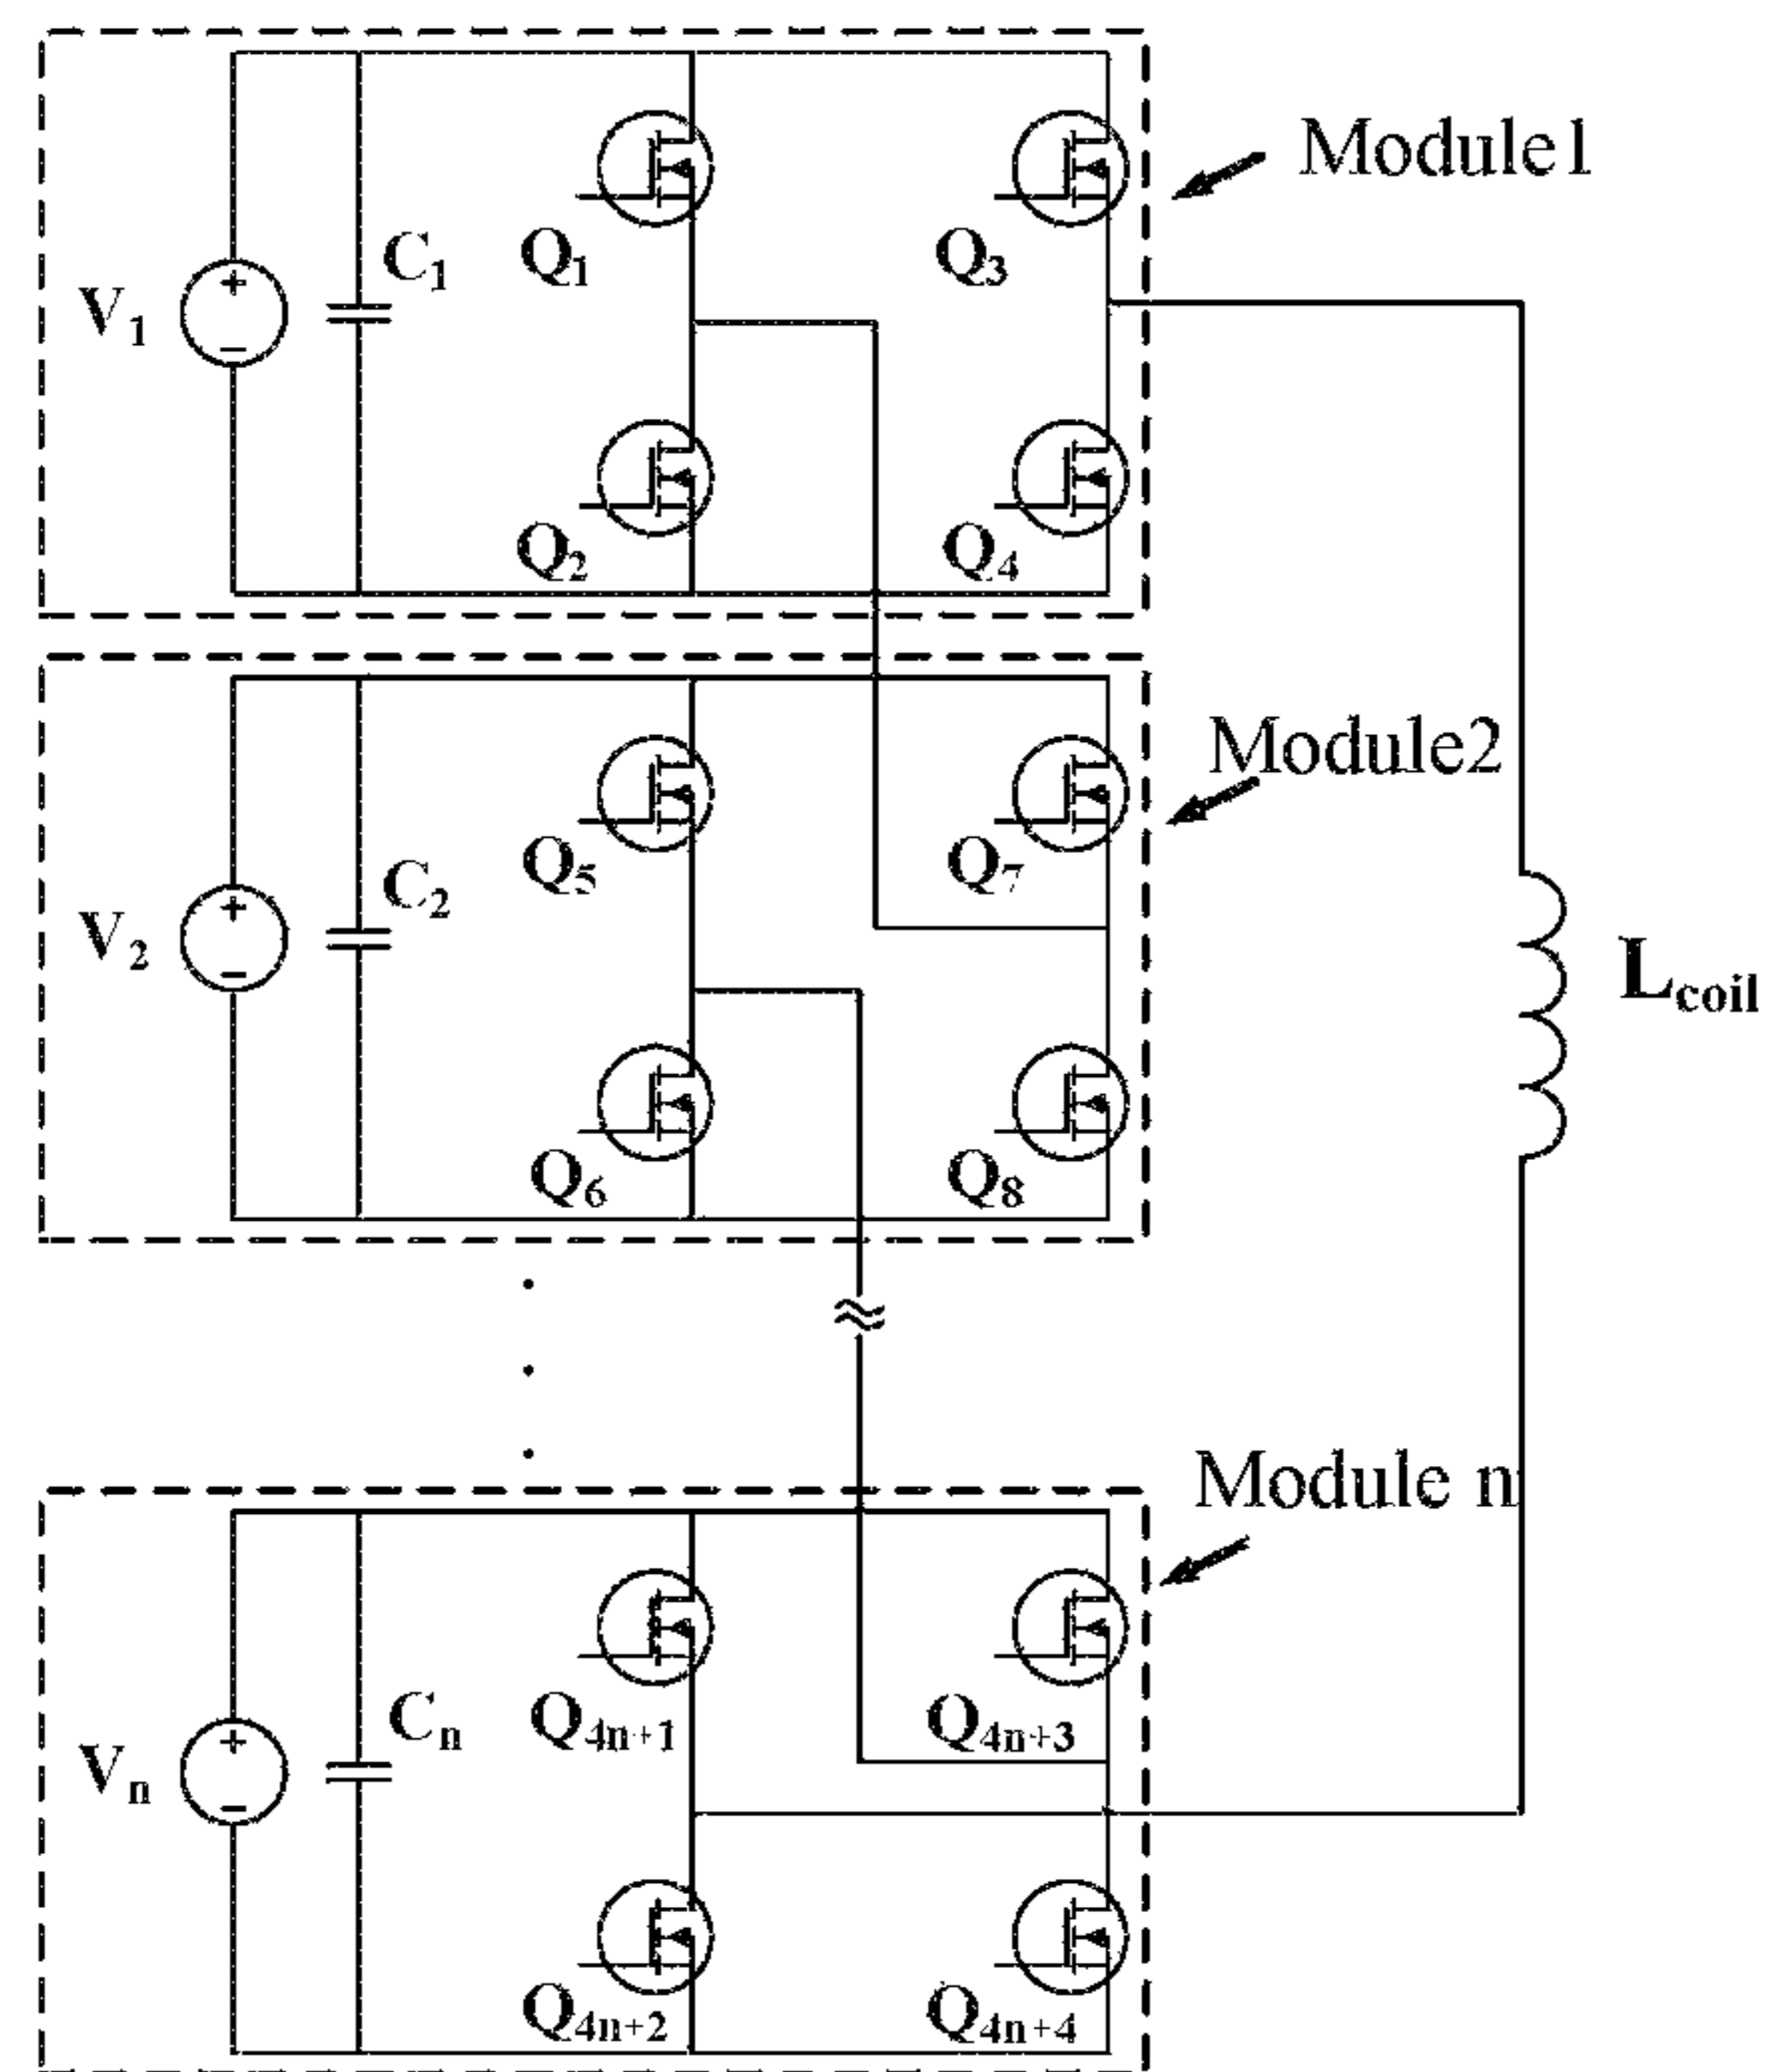 Module1
V1
+
−
C1
Q1
Q3
Q2
Q4
Module2
V2
+
−
C2
Q5
Q7
Lcoil
Q6
Q8
Module n
Vn
+
−
Cn
Q4n+1
Q4n+3
Q4n+2
Q4n+4